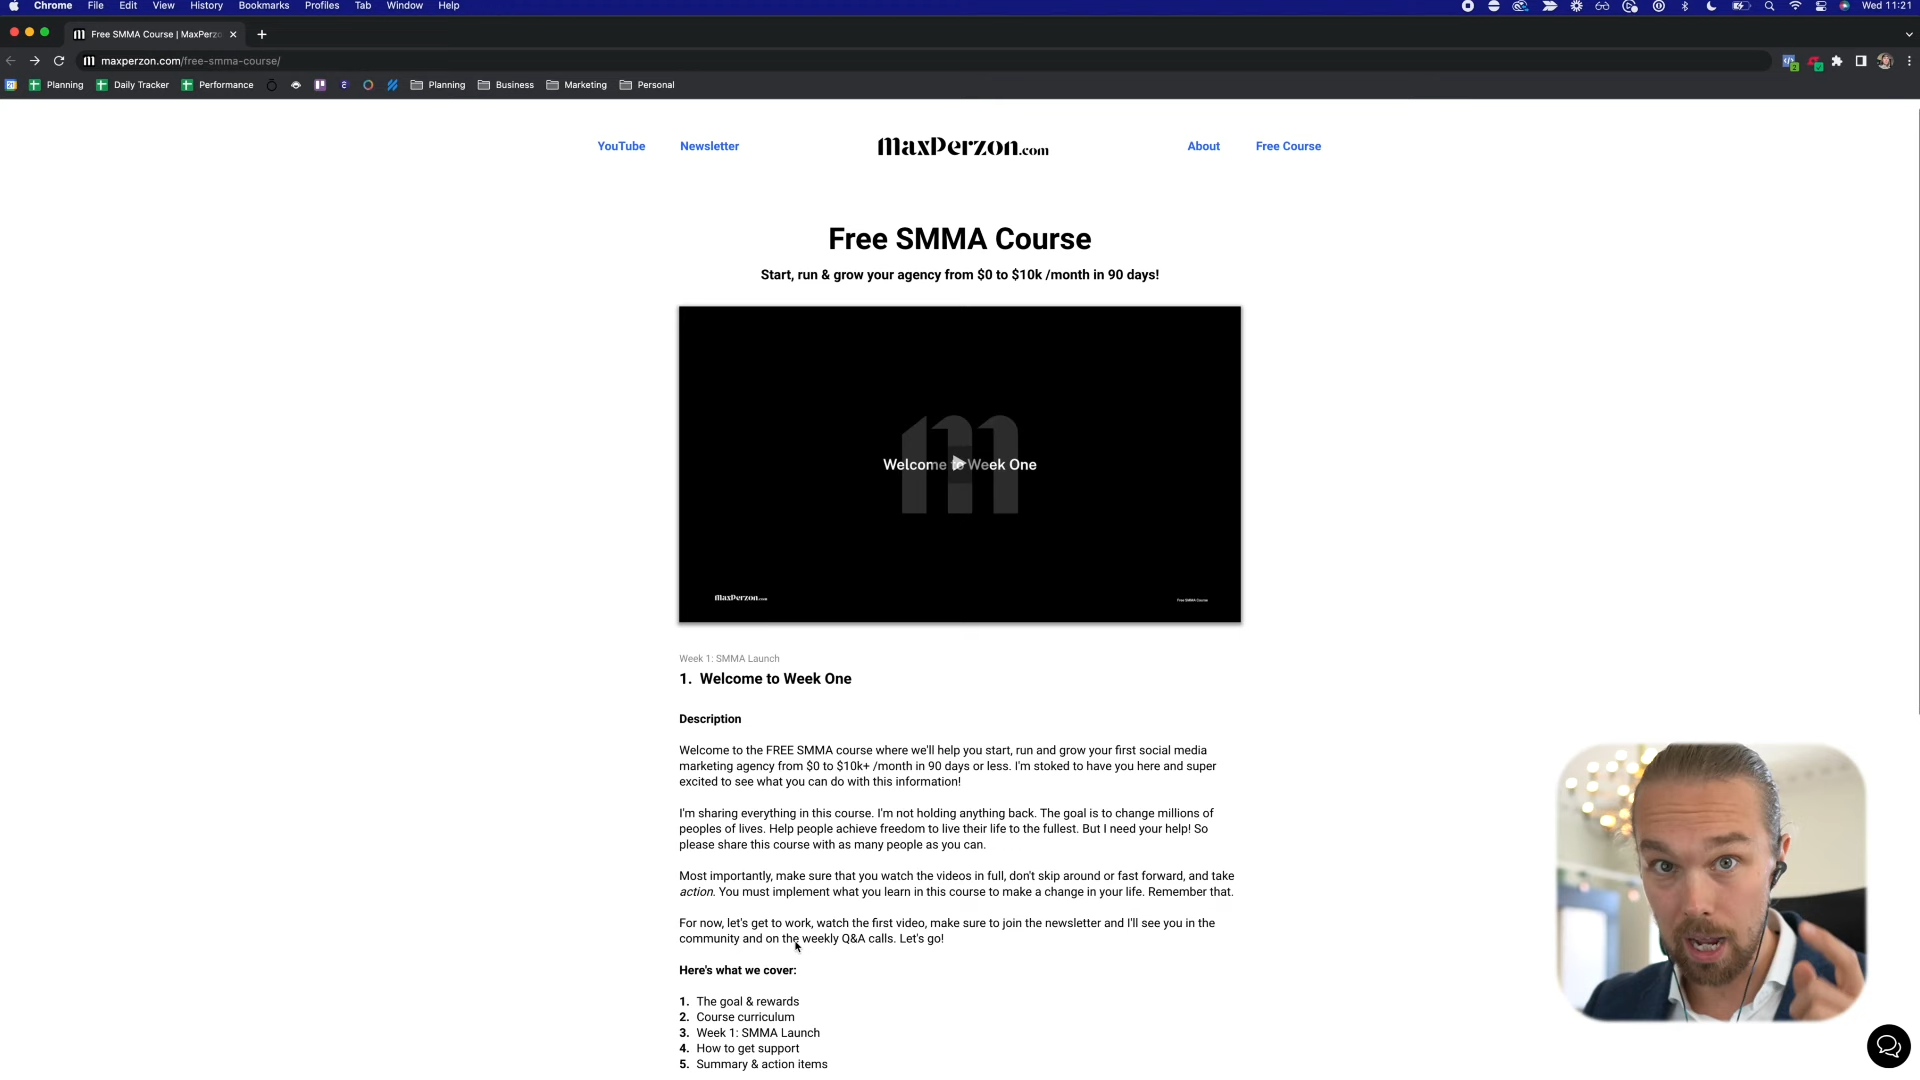 Chrome File Edit View History Bookmarks Profiles Tab Window Help Wed 11:21
Free SMMA Course | MaxPerzo
maxperzon.com/free-smma-course/
Planning Daily Tracker Performance Planning Business Marketing Personal
YouTube Newsletter MaxPerzon.com About Free Course
Free SMMA Course
Start, run & grow your agency from $0 to $10k /month in 90 days!
Welcome to Week One
MaxPerzon.com Free SMMA Course
Week 1: SMMA Launch
1. Welcome to Week One
Description
Welcome to the FREE SMMA course where we'll help you start, run and grow your first social media
marketing agency from $0 to $10k+ /month in 90 days or less. I'm stoked to have you here and super
excited to see what you can do with this information!
I'm sharing everything in this course. I'm not holding anything back. The goal is to change millions of
peoples of lives. Help people achieve freedom to live their life to the fullest. But I need your help! So
please share this course with as many people as you can.
Most importantly, make sure that you watch the videos in full, don't skip around or fast forward, and take
action. You must implement what you learn in this course to make a change in your life. Remember that.
For now, let's get to work, watch the first video, make sure to join the newsletter and I'll see you in the
community and on the weekly Q&A calls. Let's go!
Here's what we cover:
1. The goal & rewards
2. Course curriculum
3. Week 1: SMMA Launch
4. How to get support
5. Summary & action items